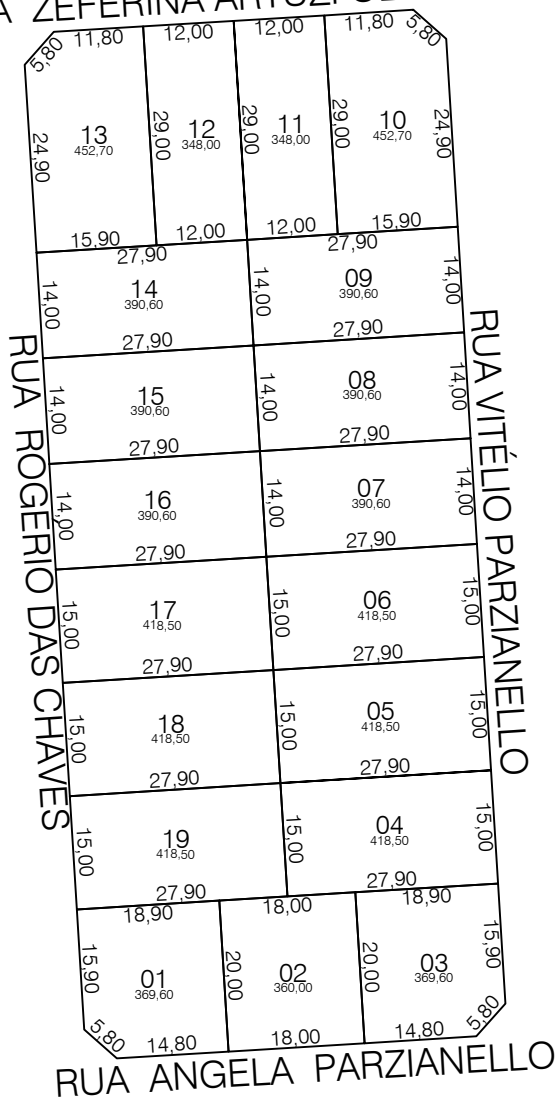 ZEFERINA
11,80 12,00 12,00 11,80
5,80 5,80
24,90 29,00 29,00 29,00 24,90
13 12 11 10
452,70 348,00 348,00 452,70
15,90 12,00 12,00 15,90
27,90 27,90
14,00 14,00 14,00
14 09
390,60 390,60
27,90 27,90
14,00 14,00 14,00
15 08
390,60 390,60
27,90 27,90
14,00 14,00 14,00
16 07
390,60 390,60
27,90 27,90
15,00 15,00 15,00
17 06
418,50 418,50
27,90 27,90
15,00 15,00 15,00
18 05
418,50 418,50
27,90 27,90
15,00 15,00 15,00
19 04
418,50 418,50
27,90 27,90
18,90 18,00 18,90
15,90 20,00 20,00 15,90
01 02 03
369,60 360,00 369,60
5,80 5,80
14,80 18,00 14,80
RUA ROGERIO DAS CHAVES
RUA VITÉLIO PARZIANELLO
RUA ANGELA PARZIANELLO